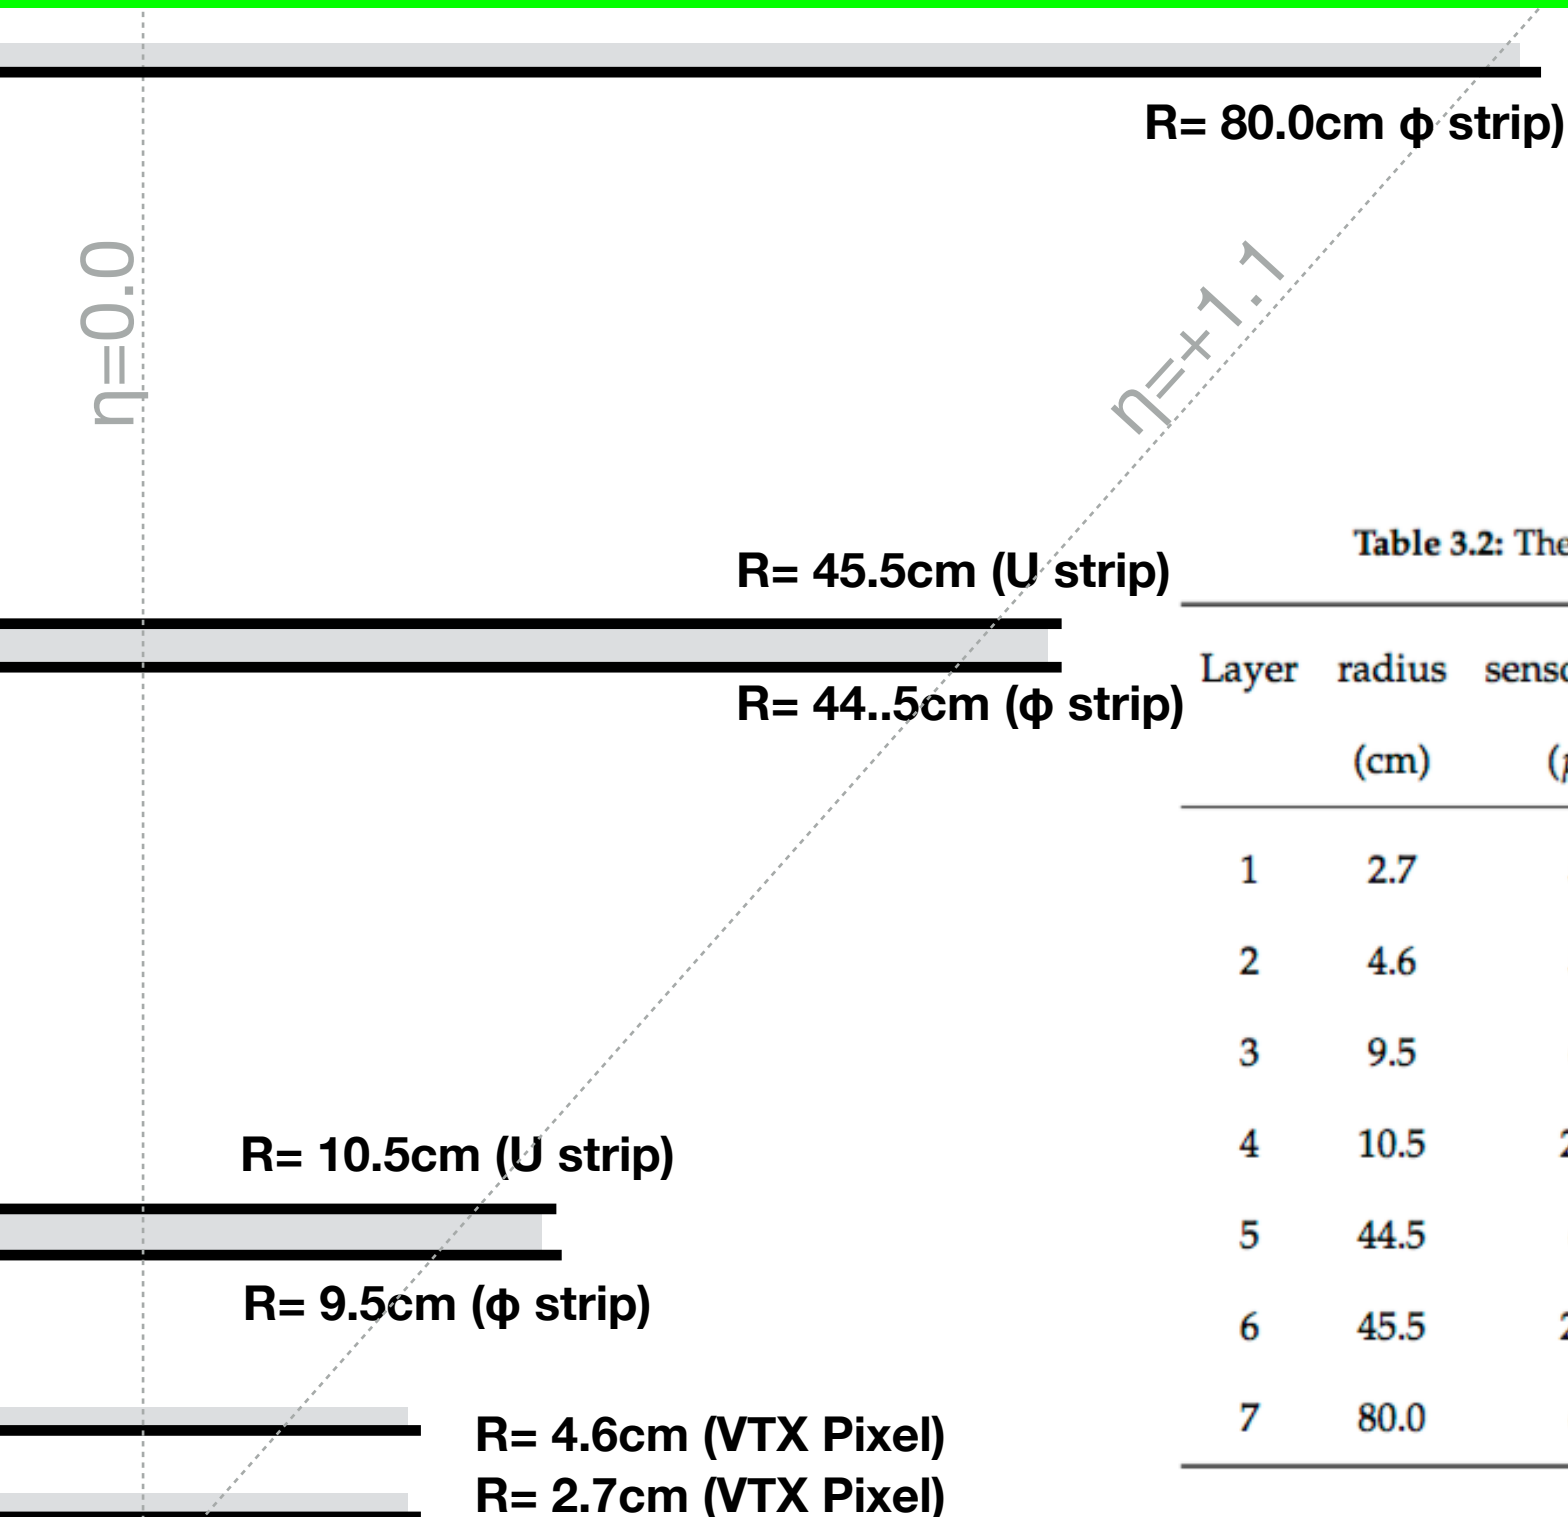 R= 80.0cm ϕ strip)
η=0.0
η=+1.1
R= 45.5cm (U strip)
R= 44..5cm (ϕ strip)
R= 10.5cm (U strip)
R= 9.5cm (ϕ strip)
R= 4.6cm (VTX Pixel)
R= 2.7cm (VTX Pixel)
Table 3.2: The
Layer radius
(cm)
1 2.7
2 4.6
3 9.5
4 10.5
5 44.5
6 45.5
7 80.0